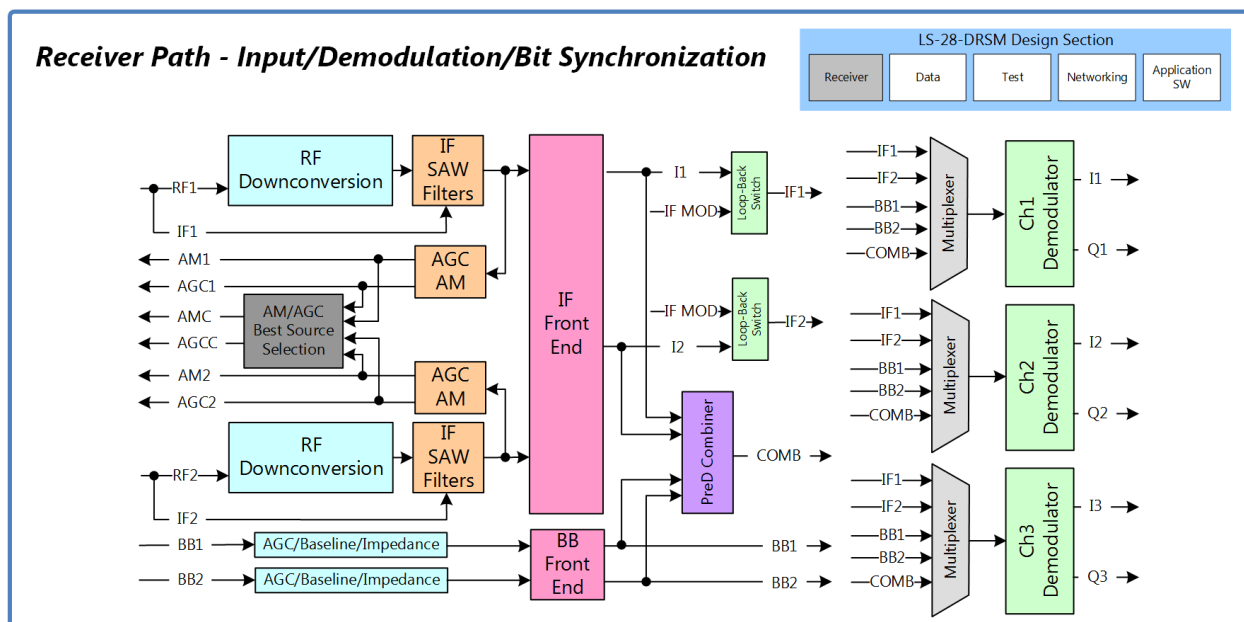 Receiver Path - Input/Demodulation/Bit Synchronization
LS-28-DRSM Design Section
Receiver
Data
Test
Networking
Application
SW
RF1
IF1
RF
Downconversion
IF
SAW
Filters
AM1
AGC1
AMC
AGCC
AM2
AGC2
AGC
AM
AM/AGC
Best Source
Selection
AGC
AM
RF2
IF2
RF
Downconversion
IF
SAW
Filters
BB1
AGC/Baseline/Impedance
BB2
AGC/Baseline/Impedance
IF
Front
End
BB
Front
End
I1
IF MOD
Loop-Back
Switch
IF1
IF MOD
I2
Loop-Back
Switch
IF2
PreD Combiner
COMB
BB1
BB2
IF1
IF2
BB1
BB2
COMB
Multiplexer
Ch1
Demodulator
I1
Q1
IF1
IF2
BB1
BB2
COMB
Multiplexer
Ch2
Demodulator
I2
Q2
IF1
IF2
BB1
BB2
COMB
Multiplexer
Ch3
Demodulator
I3
Q3